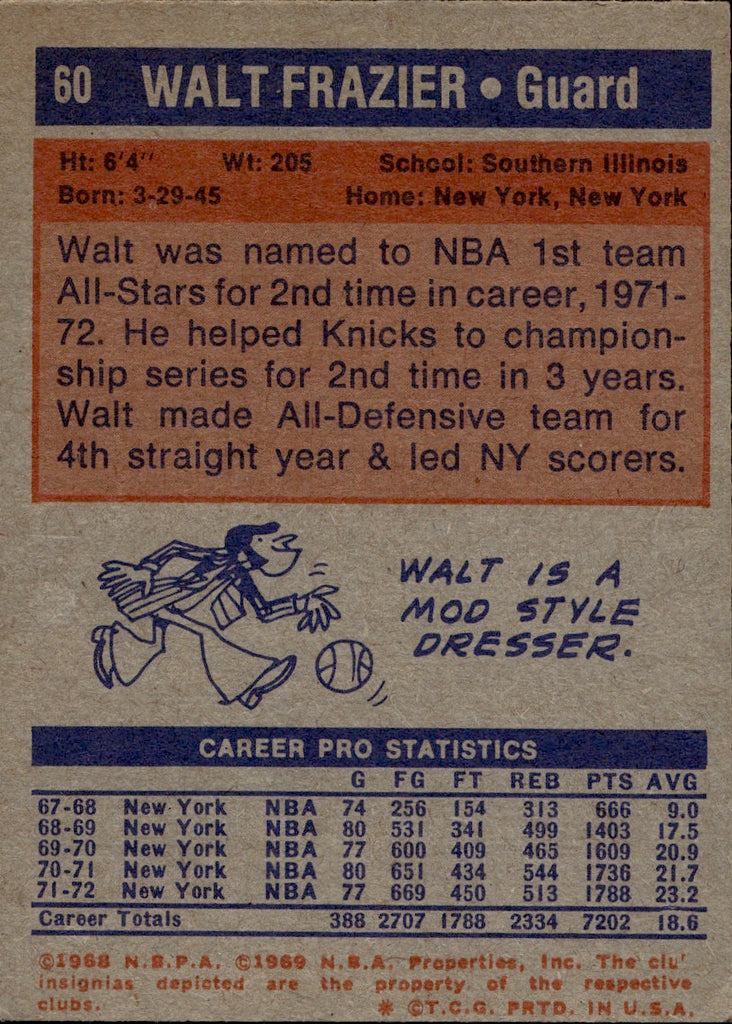 60 WALT FRAZIER • Guard
Ht: 6'4" Wt: 205 School: Southern Illinois
Born: 3-29-45 Home: New York, New York
Walt was named to NBA 1st team
All-Stars for 2nd time in career, 1971-
72. He helped Knicks to champion-
ship series for 2nd time in 3 years.
Walt made All-Defensive team for
4th straight year & led NY scorers.
WALT IS A
MOD STYLE
DRESSER.
CAREER PRO STATISTICS
G FG FT REB PTS AVG
67-68 New York NBA 74 256 154 313 666 9.0
68-69 New York NBA 80 531 341 499 1403 17.5
69-70 New York NBA 77 600 409 465 1609 20.9
70-71 New York NBA 80 651 434 544 1736 21.7
71-72 New York NBA 77 669 450 513 1788 23.2
Career Totals 388 2707 1788 2334 7202 18.6
©1968 N.B.P.A. ©1969 N.B.A. Properties, Inc. The clu'
insignias depicted are the property of the respective
clubs. * ©T.C.G. PRTD. IN U.S.A.